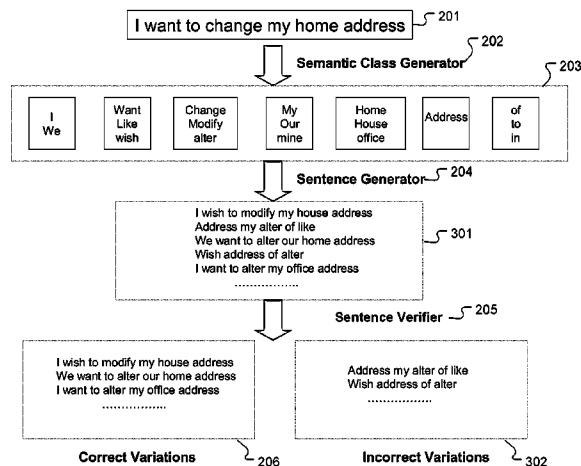 I want to change my home address
201
Semantic Class Generator
202
203
I
We
Want
Like
wish
Change
Modify
alter
My
Our
mine
Home
House
office
Address
of
to
in
Sentence Generator
204
I wish to modify my house address
Address my alter of like
We want to alter our home address
Wish address of alter
I want to alter my office address
..................
301
Sentence Verifier
205
I wish to modify my house address
We want to alter our home address
I want to alter my office address
..................
Address my alter of like
Wish address of alter
..................
Correct Variations
206
Incorrect Variations
302